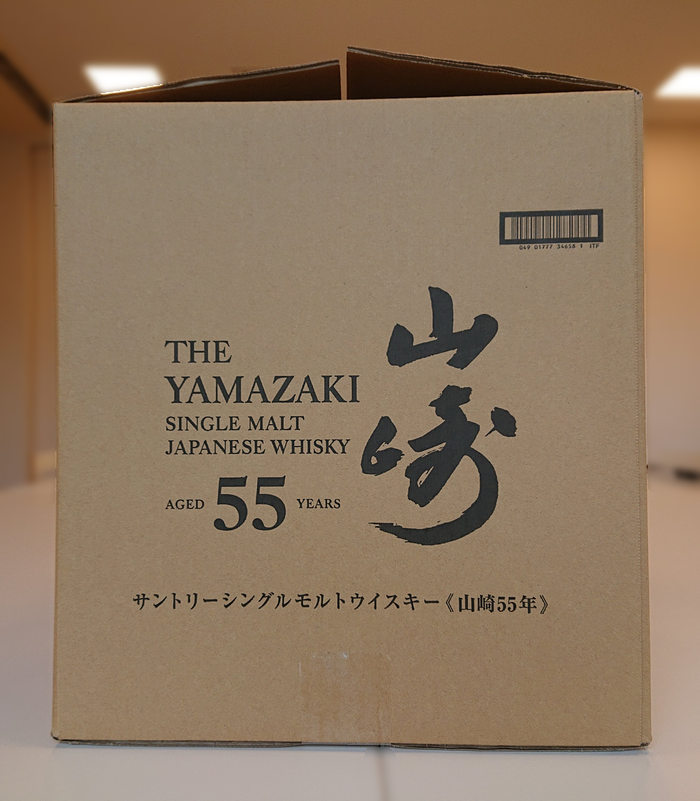 049 01777 34658 1 ITF
THE
YAMAZAKI
SINGLE MALT
JAPANESE WHISKY
AGED 55 YEARS
山崎
サントリーシングルモルトウイスキー《山崎55年》